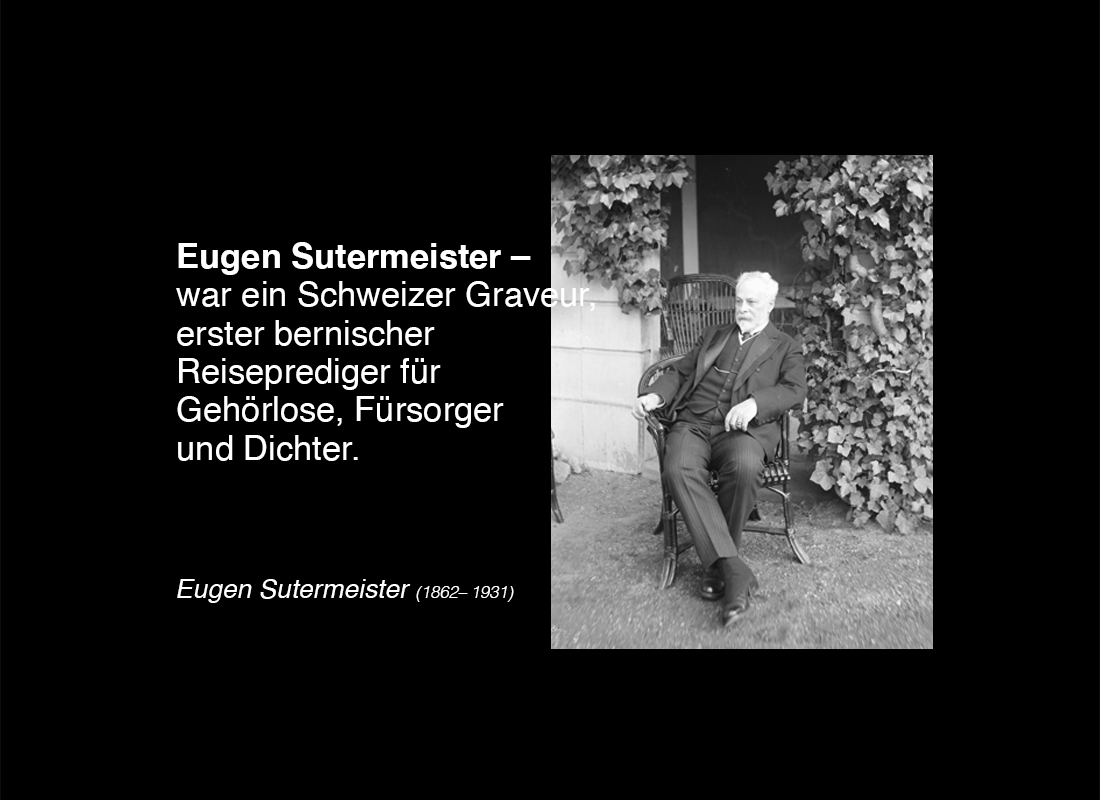 Eugen Sutermeister –
war ein Schweizer Graveur,
erster bernischer
Reiseprediger für
Gehörlose, Fürsorger
und Dichter.
Eugen Sutermeister (1862– 1931)